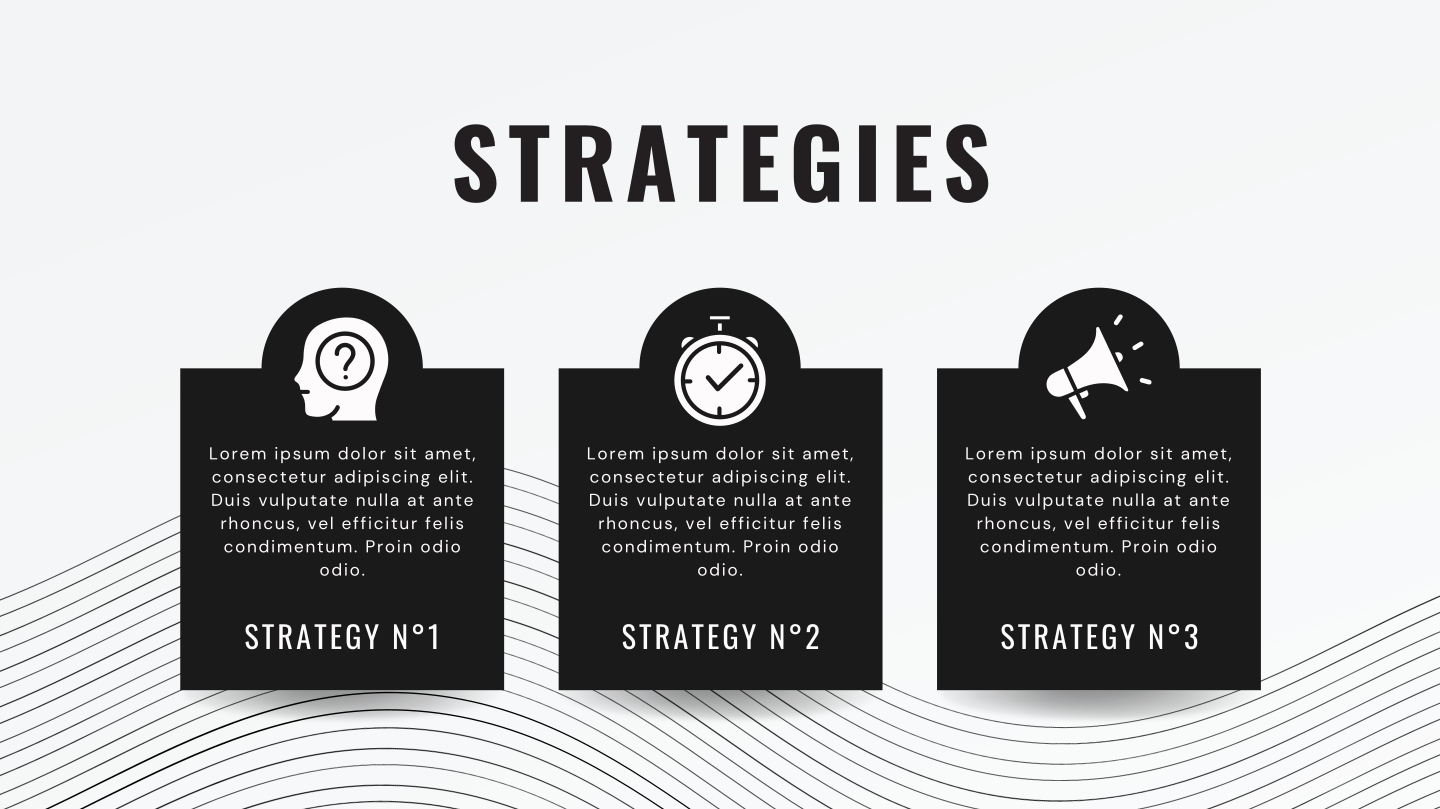 STRATEGIES
Lorem ipsum dolor sit amet,
consectetur adipiscing elit.
Duis vulputate nulla at ante
rhoncus, vel efficitur felis
condimentum. Proin odio
odio.
STRATEGY N°1
Lorem ipsum dolor sit amet,
consectetur adipiscing elit.
Duis vulputate nulla at ante
rhoncus, vel efficitur felis
condimentum. Proin odio
odio.
STRATEGY N°2
Lorem ipsum dolor sit amet,
consectetur adipiscing elit.
Duis vulputate nulla at ante
rhoncus, vel efficitur felis
condimentum. Proin odio
odio.
STRATEGY N°3